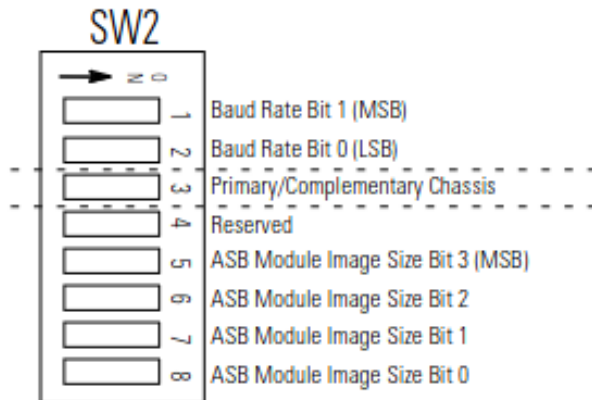 SW2
O N
1 Baud Rate Bit 1 (MSB)
2 Baud Rate Bit 0 (LSB)
3 Primary/Complementary Chassis
4 Reserved
5 ASB Module Image Size Bit 3 (MSB)
6 ASB Module Image Size Bit 2
7 ASB Module Image Size Bit 1
8 ASB Module Image Size Bit 0